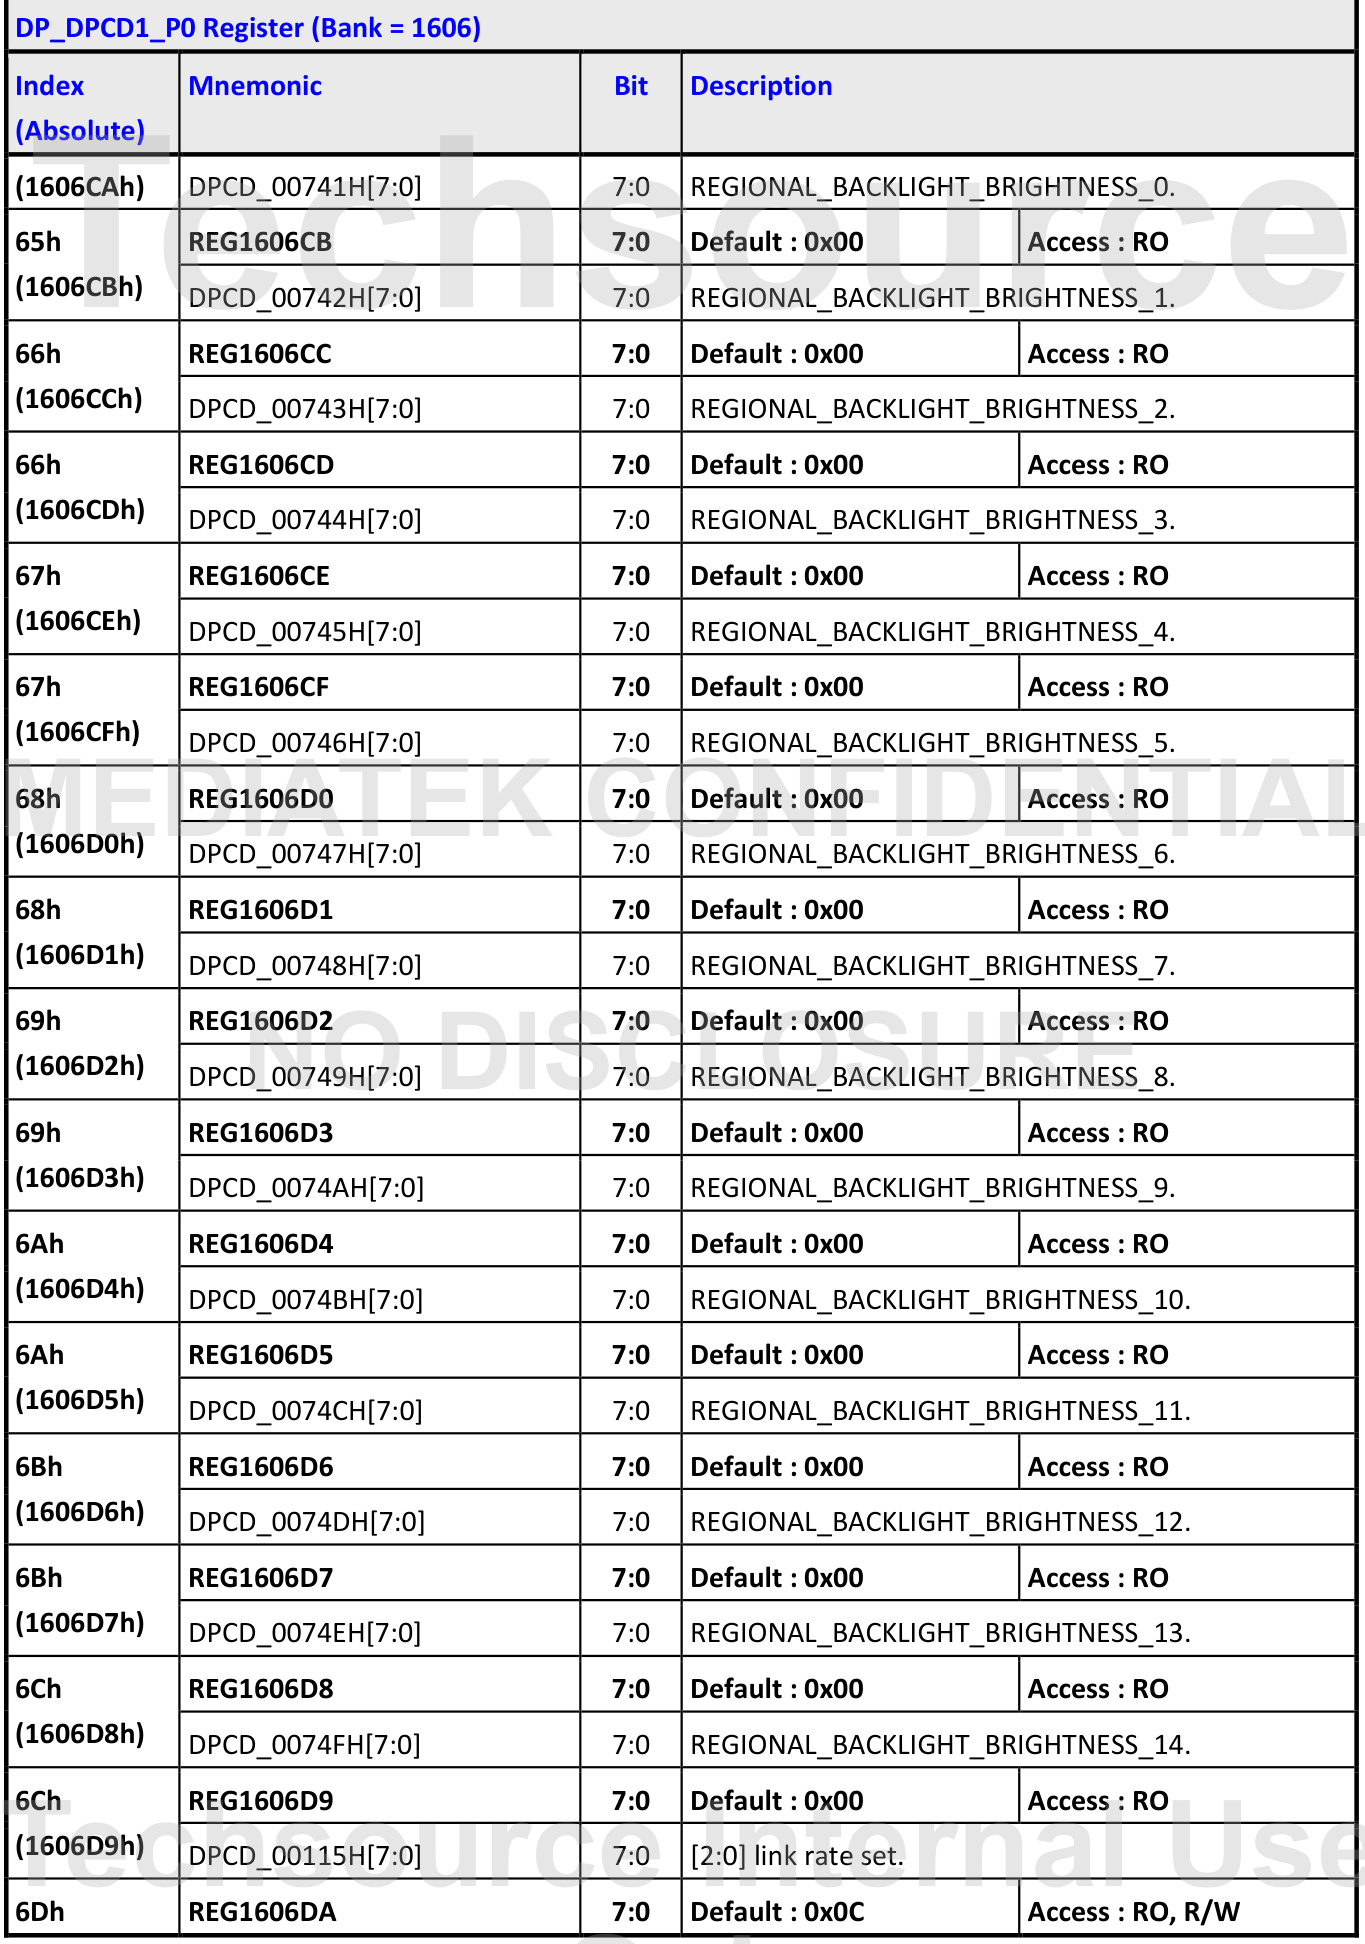 DP_DPCD1_P0 Register (Bank = 1606)
Index Mnemonic Bit Description
(Absolute)
(1606CAh) DPCD_00741H[7:0] 7:0 REGIONAL_BACKLIGHT_BRIGHTNESS_0.
65h REG1606CB 7:0 Default : 0x00 Access : RO
(1606CBh) DPCD_00742H[7:0] 7:0 REGIONAL_BACKLIGHT_BRIGHTNESS_1.
66h REG1606CC 7:0 Default : 0x00 Access : RO
(1606CCh) DPCD_00743H[7:0] 7:0 REGIONAL_BACKLIGHT_BRIGHTNESS_2.
66h REG1606CD 7:0 Default : 0x00 Access : RO
(1606CDh) DPCD_00744H[7:0] 7:0 REGIONAL_BACKLIGHT_BRIGHTNESS_3.
67h REG1606CE 7:0 Default : 0x00 Access : RO
(1606CEh) DPCD_00745H[7:0] 7:0 REGIONAL_BACKLIGHT_BRIGHTNESS_4.
67h REG1606CF 7:0 Default : 0x00 Access : RO
(1606CFh) DPCD_00746H[7:0] 7:0 REGIONAL_BACKLIGHT_BRIGHTNESS_5.
68h REG1606D0 7:0 Default : 0x00 Access : RO
(1606D0h) DPCD_00747H[7:0] 7:0 REGIONAL_BACKLIGHT_BRIGHTNESS_6.
68h REG1606D1 7:0 Default : 0x00 Access : RO
(1606D1h) DPCD_00748H[7:0] 7:0 REGIONAL_BACKLIGHT_BRIGHTNESS_7.
69h REG1606D2 7:0 Default : 0x00 Access : RO
(1606D2h) DPCD_00749H[7:0] 7:0 REGIONAL_BACKLIGHT_BRIGHTNESS_8.
69h REG1606D3 7:0 Default : 0x00 Access : RO
(1606D3h) DPCD_0074AH[7:0] 7:0 REGIONAL_BACKLIGHT_BRIGHTNESS_9.
6Ah REG1606D4 7:0 Default : 0x00 Access : RO
(1606D4h) DPCD_0074BH[7:0] 7:0 REGIONAL_BACKLIGHT_BRIGHTNESS_10.
6Ah REG1606D5 7:0 Default : 0x00 Access : RO
(1606D5h) DPCD_0074CH[7:0] 7:0 REGIONAL_BACKLIGHT_BRIGHTNESS_11.
6Bh REG1606D6 7:0 Default : 0x00 Access : RO
(1606D6h) DPCD_0074DH[7:0] 7:0 REGIONAL_BACKLIGHT_BRIGHTNESS_12.
6Bh REG1606D7 7:0 Default : 0x00 Access : RO
(1606D7h) DPCD_0074EH[7:0] 7:0 REGIONAL_BACKLIGHT_BRIGHTNESS_13.
6Ch REG1606D8 7:0 Default : 0x00 Access : RO
(1606D8h) DPCD_0074FH[7:0] 7:0 REGIONAL_BACKLIGHT_BRIGHTNESS_14.
6Ch REG1606D9 7:0 Default : 0x00 Access : RO
(1606D9h) DPCD_00115H[7:0] 7:0 [2:0] link rate set.
6Dh REG1606DA 7:0 Default : 0x0C Access : RO, R/W
Techsource
MEDIATEK CONFIDENTIAL
NO DISCLOSURE
Techsource Internal Use